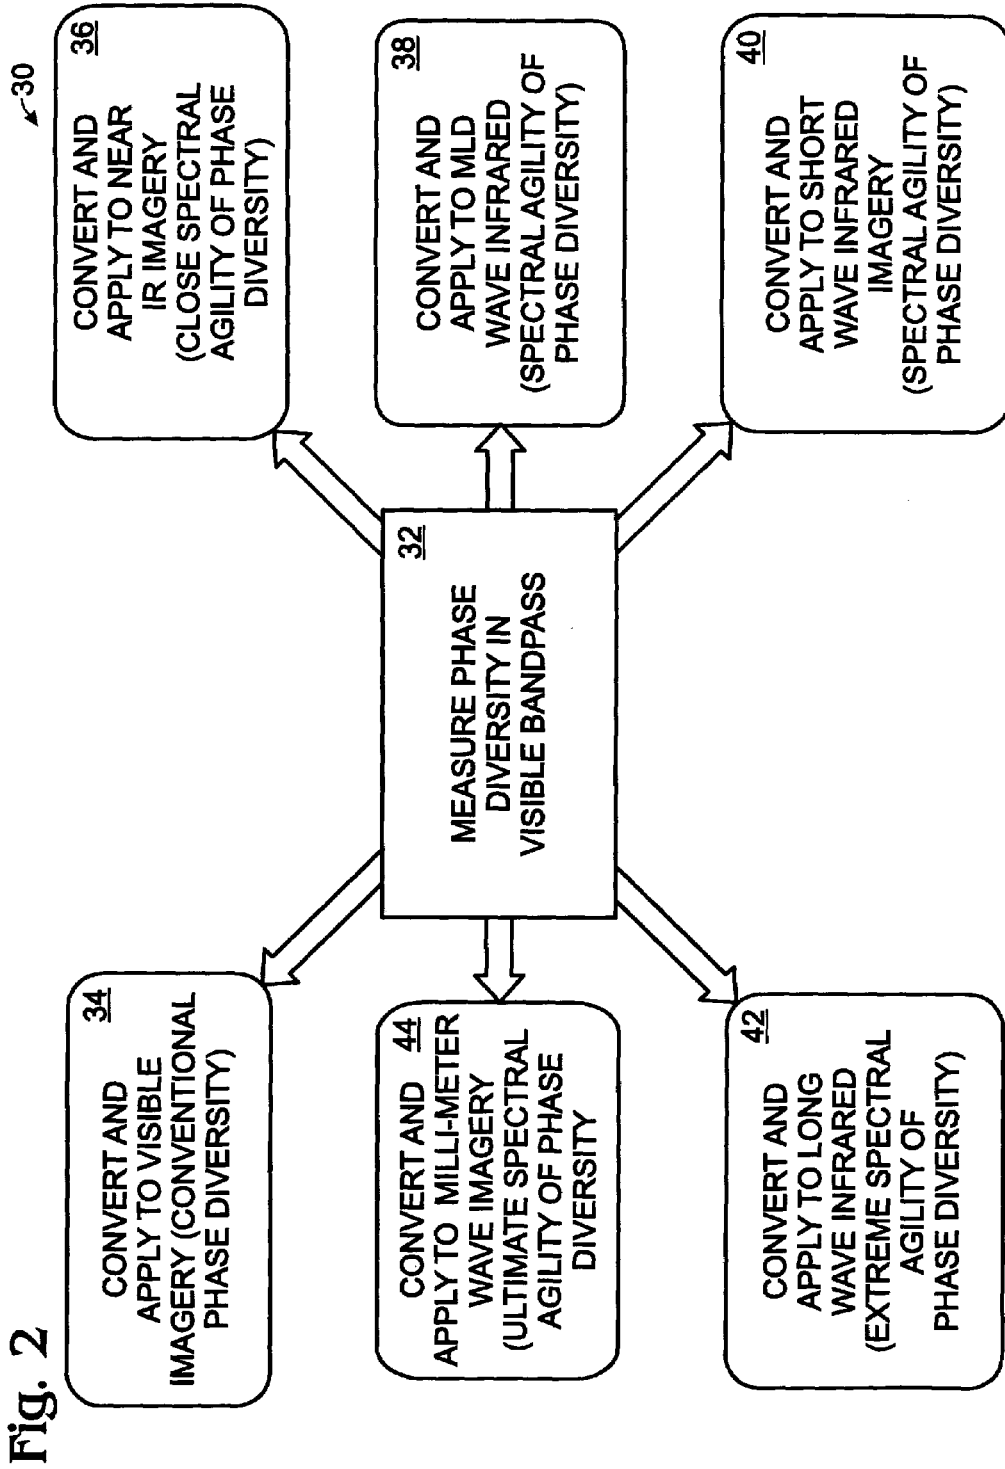 Fig. 2
30
34
CONVERT AND
APPLY TO VISIBLE
IMAGERY (CONVENTIONAL
PHASE DIVERSITY)
36
CONVERT AND
APPLY TO NEAR
IR IMAGERY
(CLOSE SPECTRAL
AGILITY OF PHASE
DIVERSITY)
44
CONVERT AND
APPLY TO MILLI-METER
WAVE IMAGERY
(ULTIMATE SPECTRAL
AGILITY OF PHASE
DIVERSITY
32
MEASURE PHASE
DIVERSITY IN
VISIBLE BANDPASS
38
CONVERT AND
APPLY TO MLD
WAVE INFRARED
(SPECTRAL AGILITY OF
PHASE DIVERSITY)
42
CONVERT AND
APPLY TO LONG
WAVE INFRARED
(EXTREME SPECTRAL
AGILITY OF
PHASE DIVERSITY)
40
CONVERT AND
APPLY TO SHORT
WAVE INFRARED
IMAGERY
(SPECTRAL AGILITY OF
PHASE DIVERSITY)